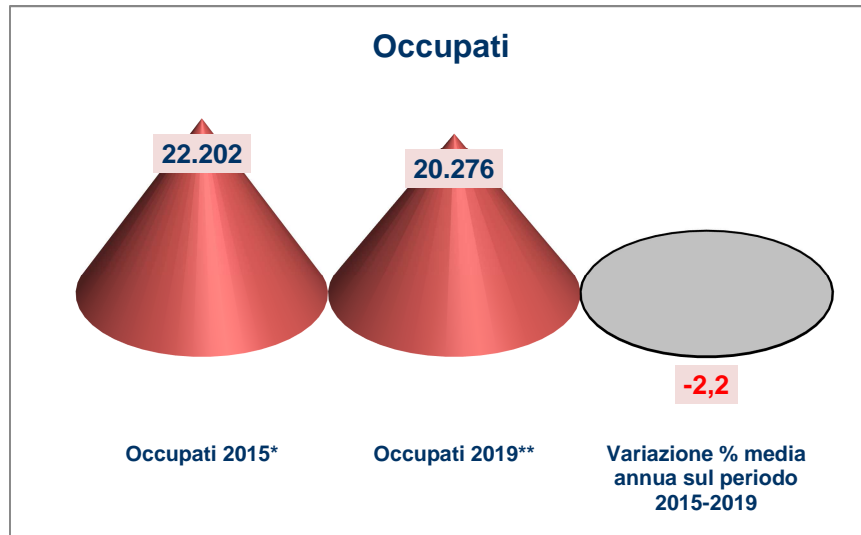 Occupati
22.202
20.276
-2,2
Occupati 2015*
Occupati 2019**
Variazione % media
annua sul periodo
2015-2019